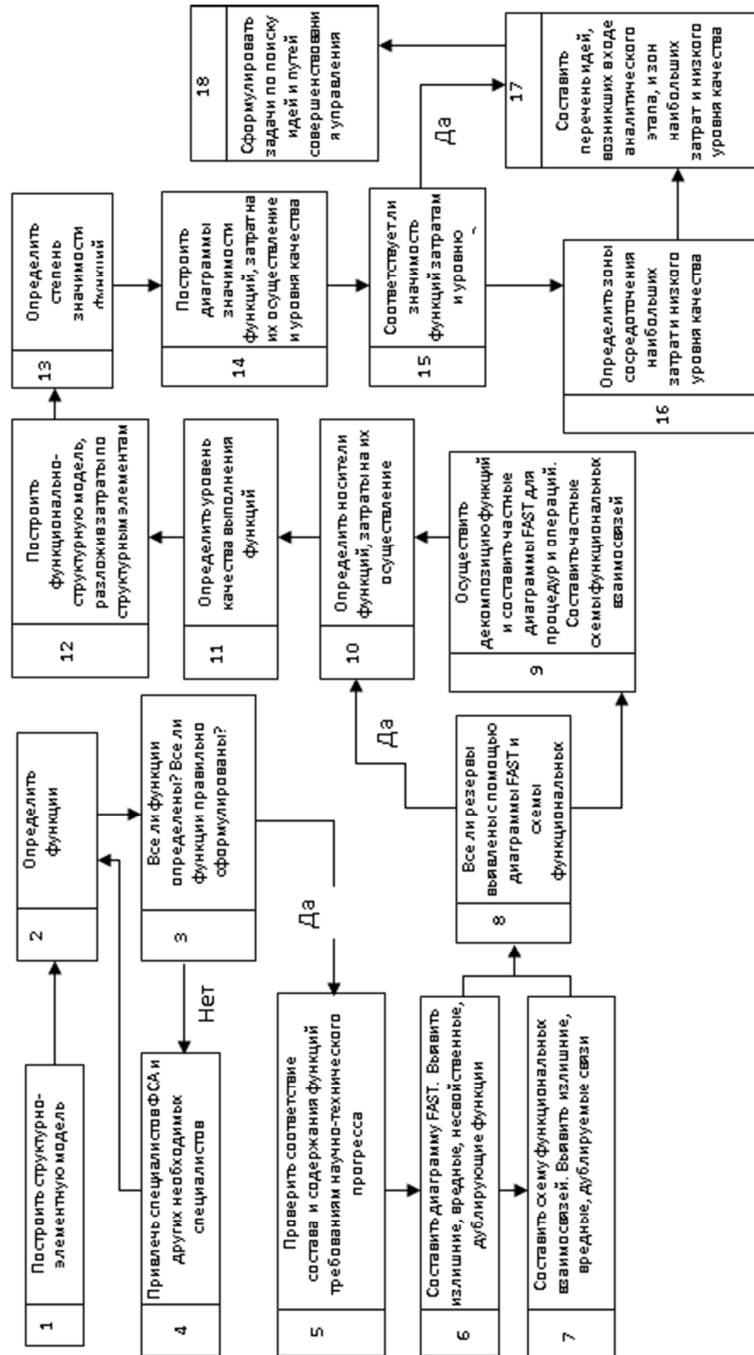 1
Построить структурно-
элементную модель
2
Определить
функции
3
Все ли функции
определены? Все ли
функции правильно
сформулированы?
Нет
4
Привлечь специалистов ФСА и
других необходимых
специалистов
Да
5
Проверить соответствие
состава и содержания функций
требованиям научно-технического
прогресса
6
Составить диаграмму FAST. Выявить
излишние, вредные, несвойственные,
дублирующие функции
7
Составить схему функциональных
взаимосвязей. Выявить излишние,
вредные, дублируемые связи
8
Все ли резервы
выявлены с помощью
диаграммы FAST и
схемы
функциональных
Да
9
Осуществить
декомпозицию функций
и составить частные
диаграммы FAST для
процедур и операций.
Составить частные
схемы функциональных
взаимосвязей
10
Определить носители
функций, затраты на их
осуществление
11
Определить уровень
качества выполнения
функций
12
Построить
функционально-
структурную модель,
разложив затраты по
структурным элементам
13
Определить
степень
значимости
функций
14
Построить
диаграммы
значимости
функций, затрат на
их осуществление
и уровня качества
15
Соответствует ли
значимость
функций затратам
и уровню
Да
16
Определить зоны
сосредоточения
наибольших
затрат и низкого
уровня качества
17
Составить
перечень идей,
возникших входе
аналитического
этапа, и зон
наибольших
затрат и низкого
уровня качества
18
Сформулировать
задачи по поиску
идей и путей
совершенствовани
я управления